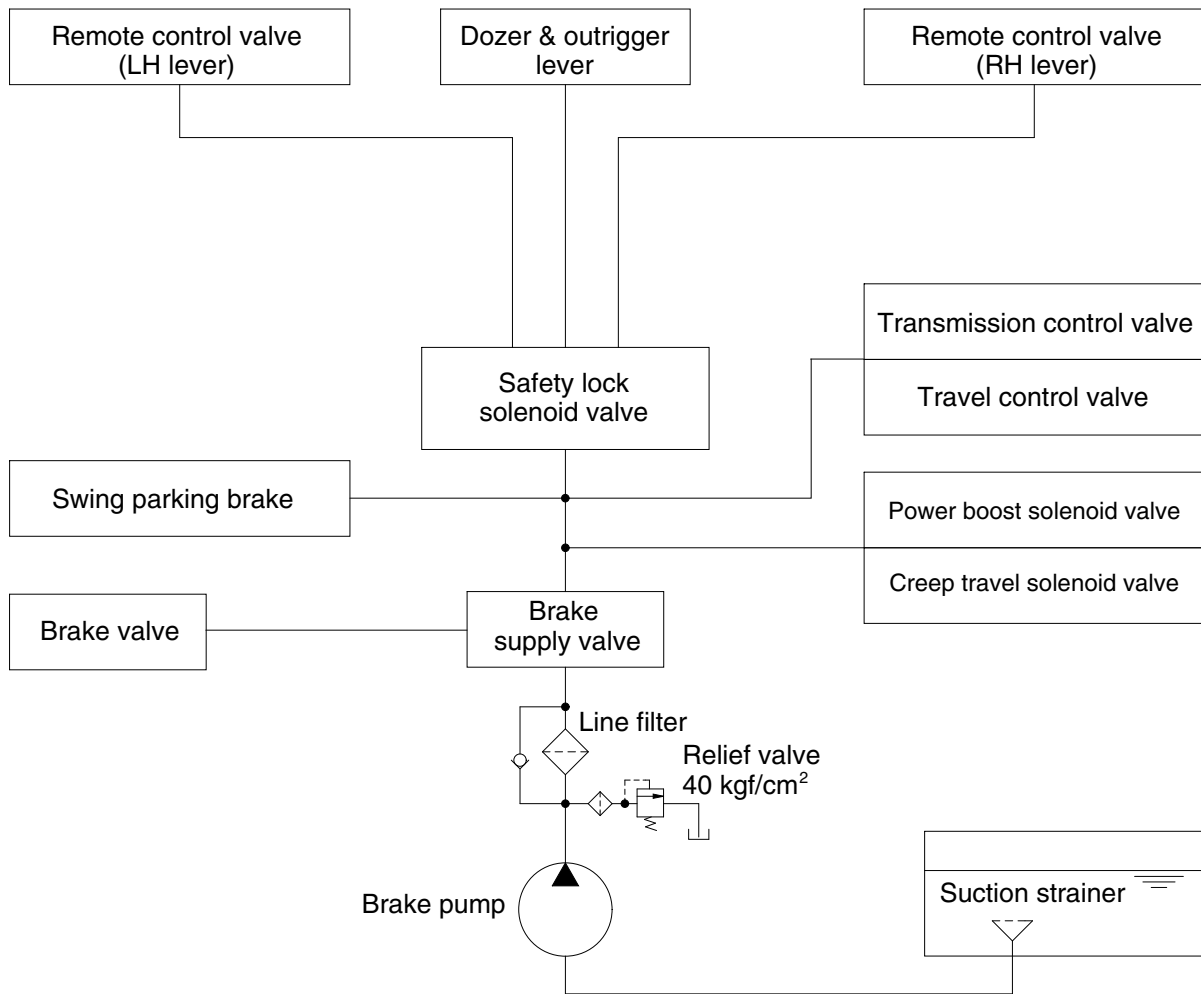 Remote control valve
(LH lever)
Dozer & outrigger
lever
Remote control valve
(RH lever)
Transmission control valve
Safety lock
solenoid valve
Travel control valve
Swing parking brake
Power boost solenoid valve
Creep travel solenoid valve
Brake valve
Brake
supply valve
Line filter
Relief valve
40 kgf/cm²
Brake pump
Suction strainer